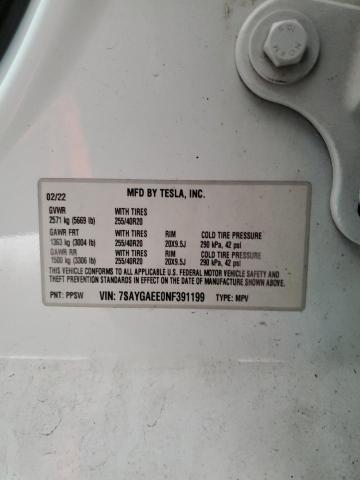 02/22 MFD BY TESLA, INC.
GVWR WITH TIRES
2571 kg (5669 lb) 255/40R20
GAWR FRT WITH TIRES RIM COLD TIRE PRESSURE
1363 kg (3004 lb) 255/40R20 20X9.5J 290 kPa, 42 psi
GAWR RR WITH TIRES RIM COLD TIRE PRESSURE
1500 kg (3306 lb) 255/40R20 20X9.5J 290 kPa, 42 psi
THIS VEHICLE CONFORMS TO ALL APPLICABLE U.S. FEDERAL MOTOR VEHICLE SAFETY AND
THEFT PREVENTION STANDARDS IN EFFECT ON THE DATE OF MANUFACTURE SHOWN ABOVE.
PNT: PPSW VIN: 7SAYGAEE0NF391199 TYPE: MPV